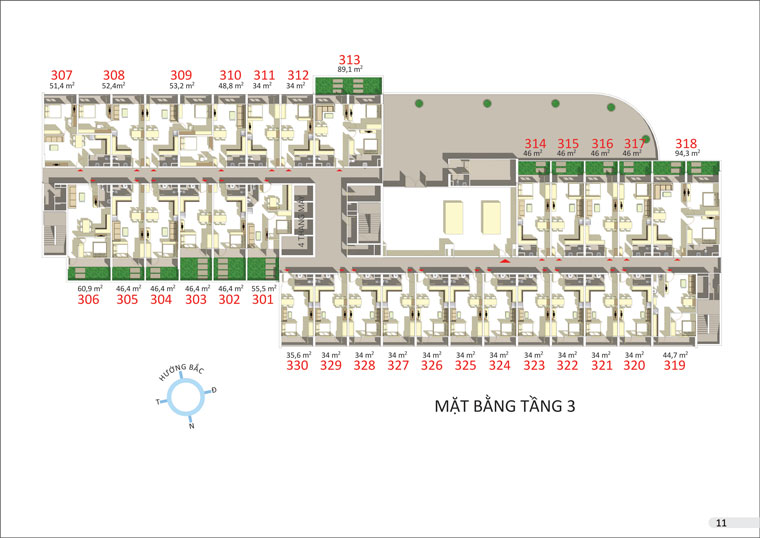 313
89,1 m²
307 308 309 310 311 312
51,4 m² 52,4m² 53,2 m² 48,8 m² 34 m² 34 m²
314 315 316 317 318
46 m² 46 m² 46 m² 46 m² 94,3 m²
4 THANG MÁY
60,9 m² 46,4 m² 46,4 m² 46,4 m² 46,4 m² 55,5 m²
306 305 304 303 302 301
35,6 m² 34 m² 34 m² 34 m² 34 m² 34 m² 34 m² 34 m² 34 m² 34 m² 34 m² 44,7 m²
330 329 328 327 326 325 324 323 322 321 320 319
HƯỚNG BẮC
T Đ
N
MẶT BẰNG TẦNG 3
11